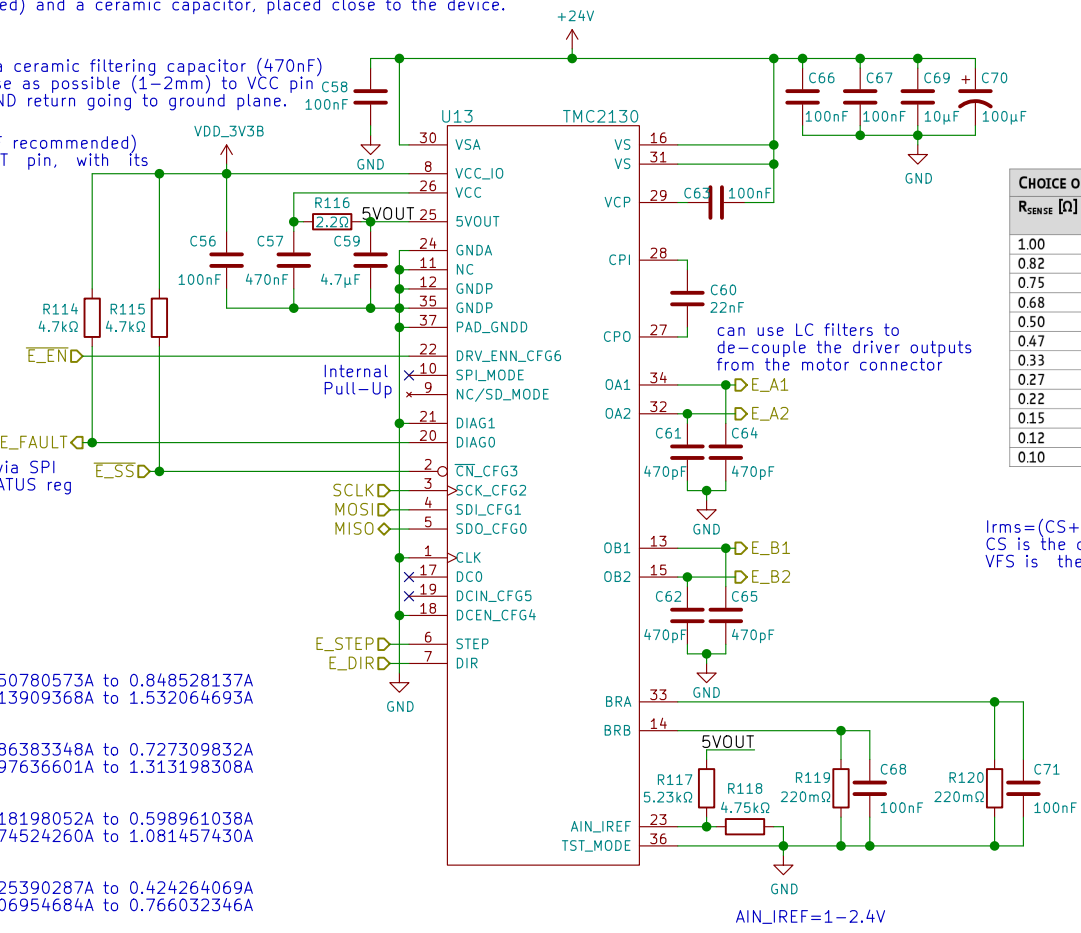 ed) and a ceramic capacitor, placed close to the device.
+24V
a ceramic filtering capacitor (470nF)
se as possible (1-2mm) to VCC pin
ND return going to ground plane.
C58
100nF
GND
C66
100nF
C67
100nF
C69
10µF
+ C70
100µF
GND
recommended)
T pin, with its
VDD_3V3B
U13
TMC2130
30 VSA
8 VCC_IO
26 VCC
25 5VOUT
24 GNDA
11 NC
12 GNDP
35 GNDP
37 PAD_GNDD
22 DRV_ENN_CFG6
10 SPI_MODE
9 NC/SD_MODE
21 DIAG1
20 DIAG0
2 CN_CFG3
3 SCK_CFG2
4 SDI_CFG1
5 SDO_CFG0
1 CLK
17 DC0
19 DCIN_CFG5
18 DCEN_CFG4
6 STEP
7 DIR
VS 16
VS 31
VCP 29
CPI 28
CPO 27
OA1 34
OA2 32
OB1 13
OB2 15
BRA 33
BRB 14
AIN_IREF 23
TST_MODE 36
R116
2.2Ω
5VOUT
C56
100nF
C57
470nF
C59
4.7µF
R114
4.7kΩ
R115
4.7kΩ
E_EN
Internal
Pull-Up
E_FAULT
via SPI
ATUS reg
E_SS
SCLK
MOSI
MISO
E_STEP
E_DIR
GND
C63 100nF
C60
22nF
can use LC filters to
de-couple the driver outputs
from the motor connector
E_A1
E_A2
C61
470pF
C64
470pF
GND
E_B1
E_B2
C62
470pF
C65
470pF
GND
5VOUT
R117
5.23kΩ
R118
4.75kΩ
R119
220mΩ
C68
100nF
R120
220mΩ
C71
100nF
GND
AIN_IREF=1-2.4V
CHOICE O
RSENSE [Ω]
1.00
0.82
0.75
0.68
0.50
0.47
0.33
0.27
0.22
0.15
0.12
0.10
Irms=(CS+
CS is the c
VFS is the
50780573A to 0.848528137A
13909368A to 1.532064693A
86383348A to 0.727309832A
97636601A to 1.313198308A
18198052A to 0.598961038A
74524260A to 1.081457430A
25390287A to 0.424264069A
06954684A to 0.766032346A